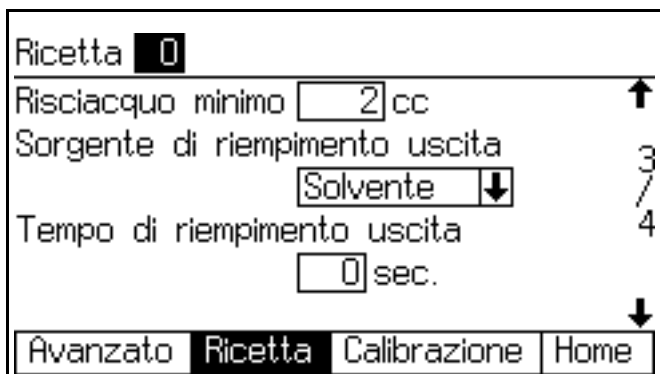 Ricetta 0
Risciacquo minimo 2 cc
Sorgente di riempimento uscita
Solvente
Tempo di riempimento uscita
0 sec.
3/4
Avanzato Ricetta Calibrazione Home